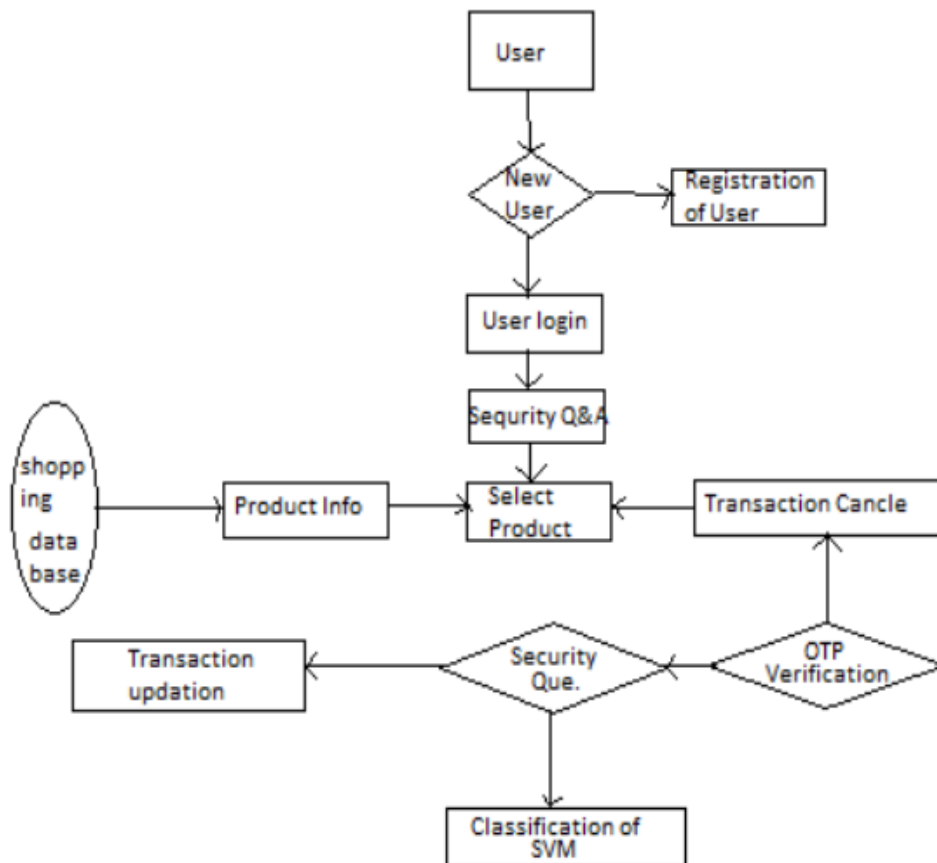 User
New
User
Registration
of User
User login
Sequrity Q&A
shopp
ing
data
base
Product Info
Select
Product
Transaction Cancle
Transaction
updation
Security
Que.
OTP
Verification
Classification of
SVM